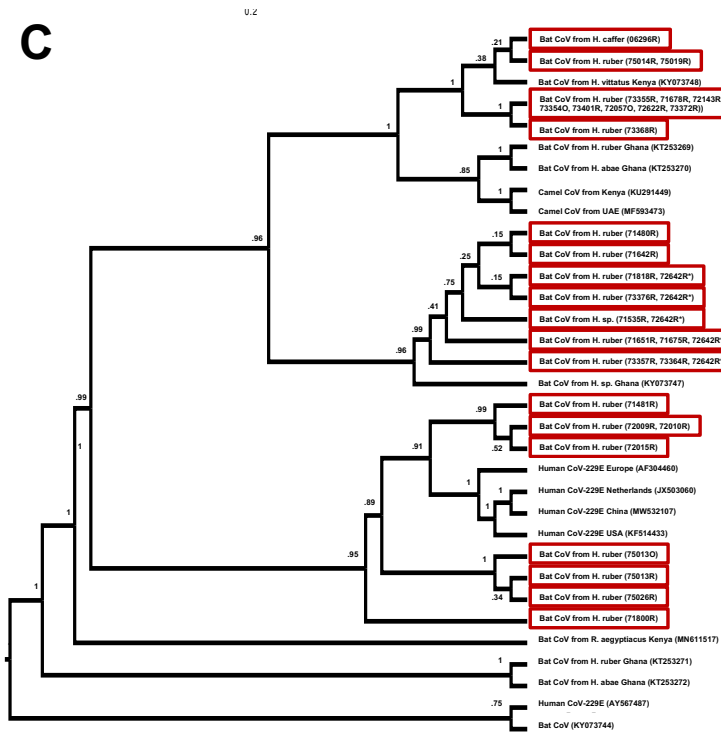 0.2
C
.21
Bat CoV from H. caffer (06296R)
.38
Bat CoV from H. ruber (75014R, 75019R)
1
Bat CoV from H. vittatus Kenya (KY073748)
1
Bat CoV from H. ruber (73355R, 71678R, 72143R
73354O, 73401R, 72057O, 72622R, 73372R))
1
Bat CoV from H. ruber (73368R)
1
Bat CoV from H. ruber Ghana (KT253269)
.85
Bat CoV from H. abae Ghana (KT253270)
1
Camel CoV from Kenya (KU291449)
Camel CoV from UAE (MF593473)
.96
.15
Bat CoV from H. ruber (71480R)
.25
Bat CoV from H. ruber (71642R)
.75
.15
Bat CoV from H. ruber (71818R, 72642R*)
Bat CoV from H. ruber (73376R, 72642R*)
.41
Bat CoV from H. sp. (71535R, 72642R*)
.99
Bat CoV from H. ruber (71651R, 71675R, 72642R*
.96
Bat CoV from H. ruber (73357R, 73364R, 72642R*
Bat CoV from H. sp Ghana (KY073747)
.99
.99
Bat CoV from H. ruber (71481R)
1
.91
Bat CoV from H. ruber (72009R, 72010R)
.52
Bat CoV from H. ruber (72015R)
.89
1
Human CoV-229E Europe (AF304460)
1
Human CoV-229E Netherlands (JX503060)
1
Human CoV-229E China (MW532107)
1
Human CoV-229E USA (KF514433)
.95
1
Bat CoV from H. ruber (75013O)
Bat CoV from H. ruber (75013R)
.34
Bat CoV from H. ruber (75026R)
1
Bat CoV from H. ruber (71800R)
Bat CoV from R. aegyptiacus Kenya (MN611517)
1
Bat CoV from H. ruber Ghana (KT253271)
Bat CoV from H. abae Ghana (KT253272)
.75
Human CoV-229E (AY567487)
Bat CoV (KY073744)